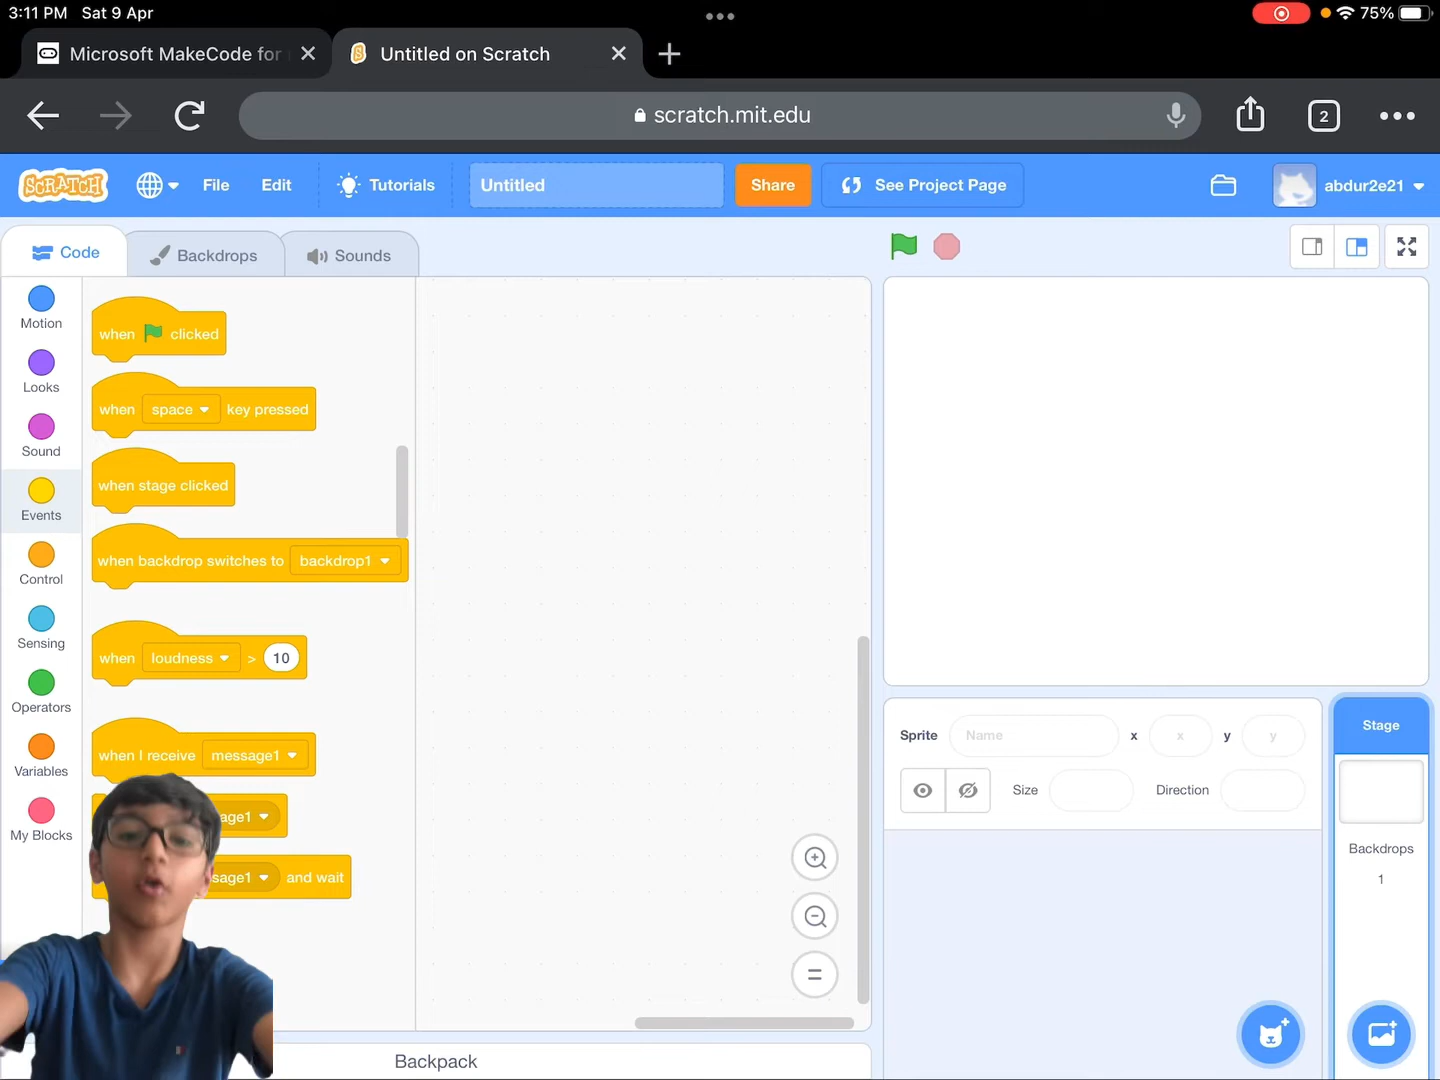 3:11 PM Sat 9 Apr
75%
Microsoft MakeCode for
Untitled on Scratch
scratch.mit.edu
2
SCRATCH
File
Edit
Tutorials
Untitled
Share
See Project Page
abdur2e21
Code
Backdrops
Sounds
Motion
Looks
Sound
Events
Control
Sensing
Operators
Variables
My Blocks
when clicked
when space key pressed
when stage clicked
when backdrop switches to backdrop1
when loudness > 10
when I receive message1
age1
sage1 and wait
Backpack
Sprite Name x x y y
Size
Direction
Stage
Backdrops
1